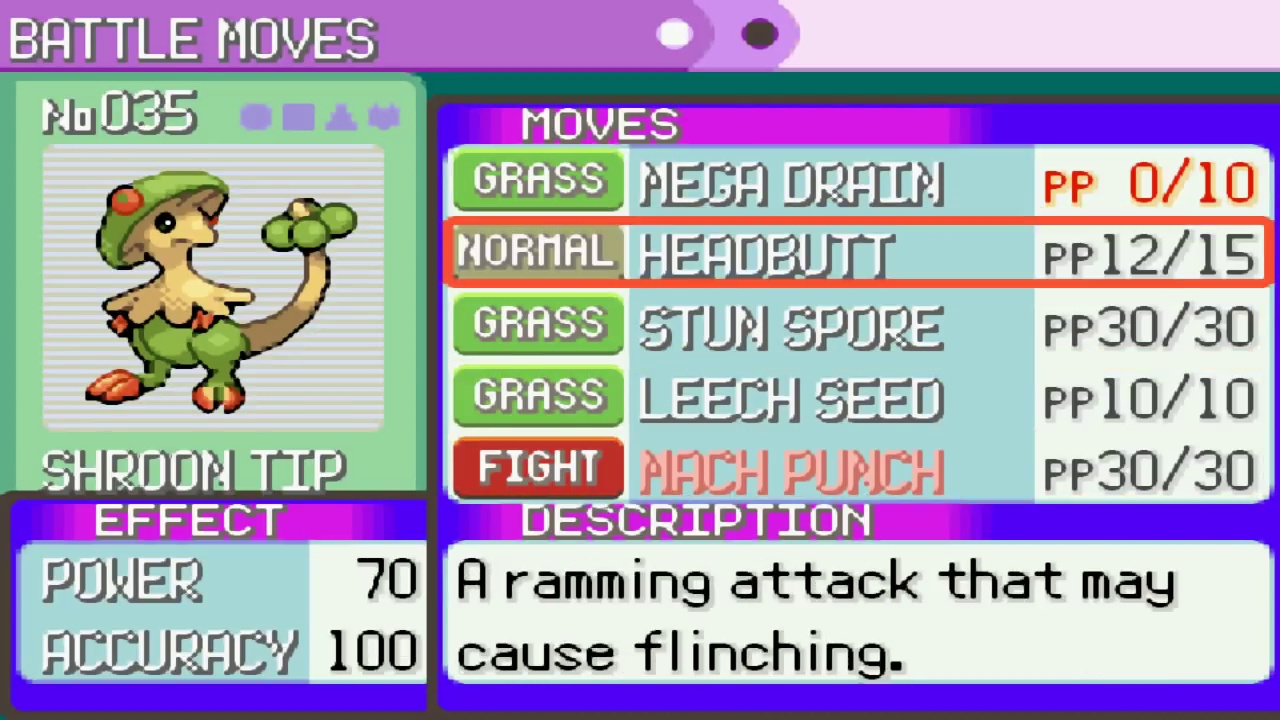 BATTLE MOVES
No035
SHROON TIP
MOVES
GRASS MEGA DRAIN PP 0/10
NORMAL HEADBUTT PP12/15
GRASS STUN SPORE PP30/30
GRASS LEECH SEED PP10/10
FIGHT MACH PUNCH PP30/30
EFFECT
POWER 70
ACCURACY 100
DESCRIPTION
A ramming attack that may
cause flinching.